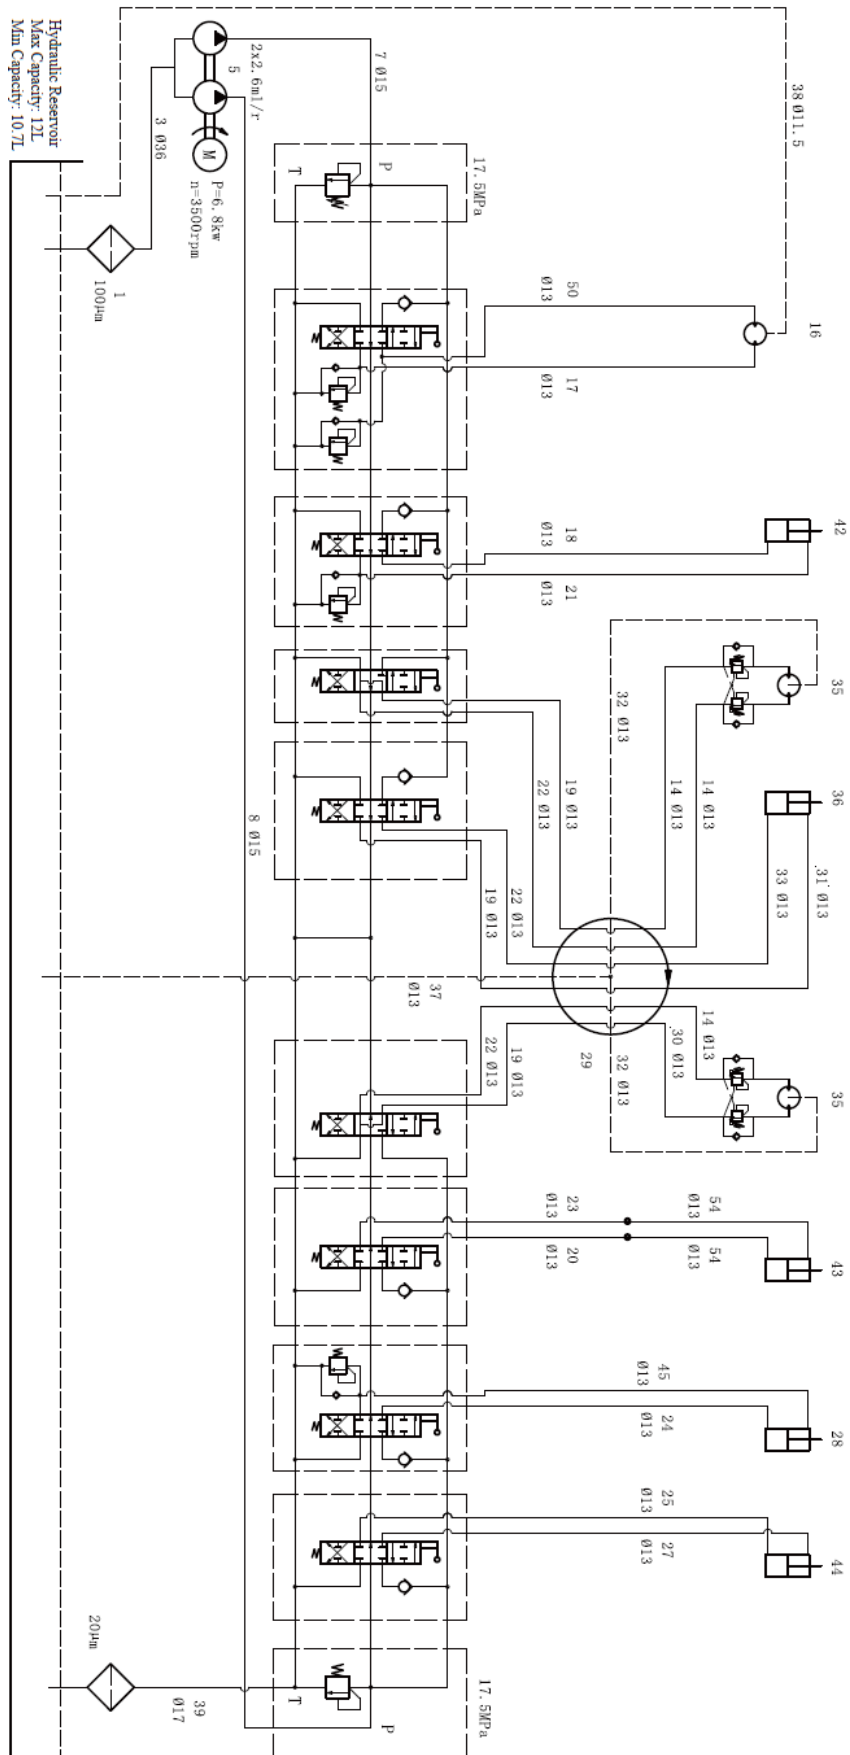 42
35
36
35
43
28
44
16
38 Ø11.5
.31' Ø13
33 Ø13
14 Ø13
14 Ø13
14 Ø13
.30 Ø13
54
Ø13
54
Ø13
45
Ø13
24
Ø13
25
Ø13
27
Ø13
32 Ø13
32 Ø13
29
50
Ø13
17
Ø13
18
Ø13
21
Ø13
19 Ø13
22 Ø13
22 Ø13
19 Ø13
19 Ø13
22 Ø13
23
Ø13
20
Ø13
17.5MPa
17.5MPa
37
Ø13
7 Ø15
P
T
P
T
2x2.6ml/r
5
8 Ø15
M
P=6.8kw
n=3500rpm
3 Ø36
1
100μm
39
Ø17
20μm
Hydraulic Reservoir
Max Capacity: 12L
Min Capacity: 10.7L